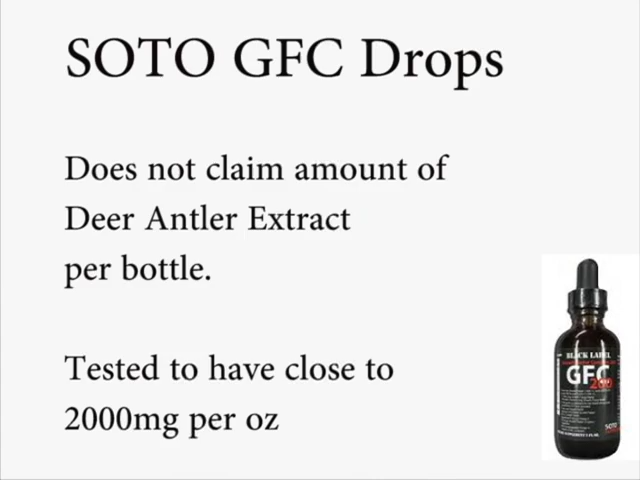 SOTO GFC Drops
Does not claim amount of
Deer Antler Extract
per bottle.
Tested to have close to
2000mg per oz
BLACK LABEL
GFC
200
SOTO